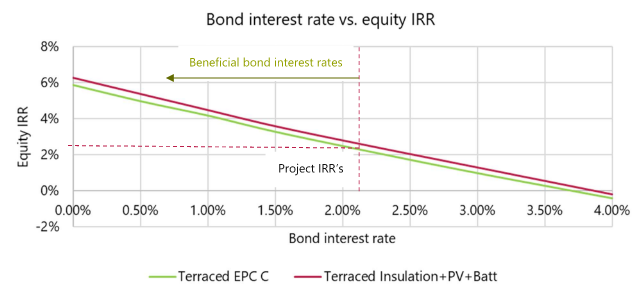 Bond interest rate vs. equity IRR
8%
Beneficial bond interest rates
6%
4%
2%
Project IRR's
0%
0.00% 0.50% 1.00% 1.50% 2.00% 2.50% 3.00% 3.50% 4.00%
-2%
Equity IRR
Bond interest rate
Terraced EPC C Terraced Insulation+PV+Batt